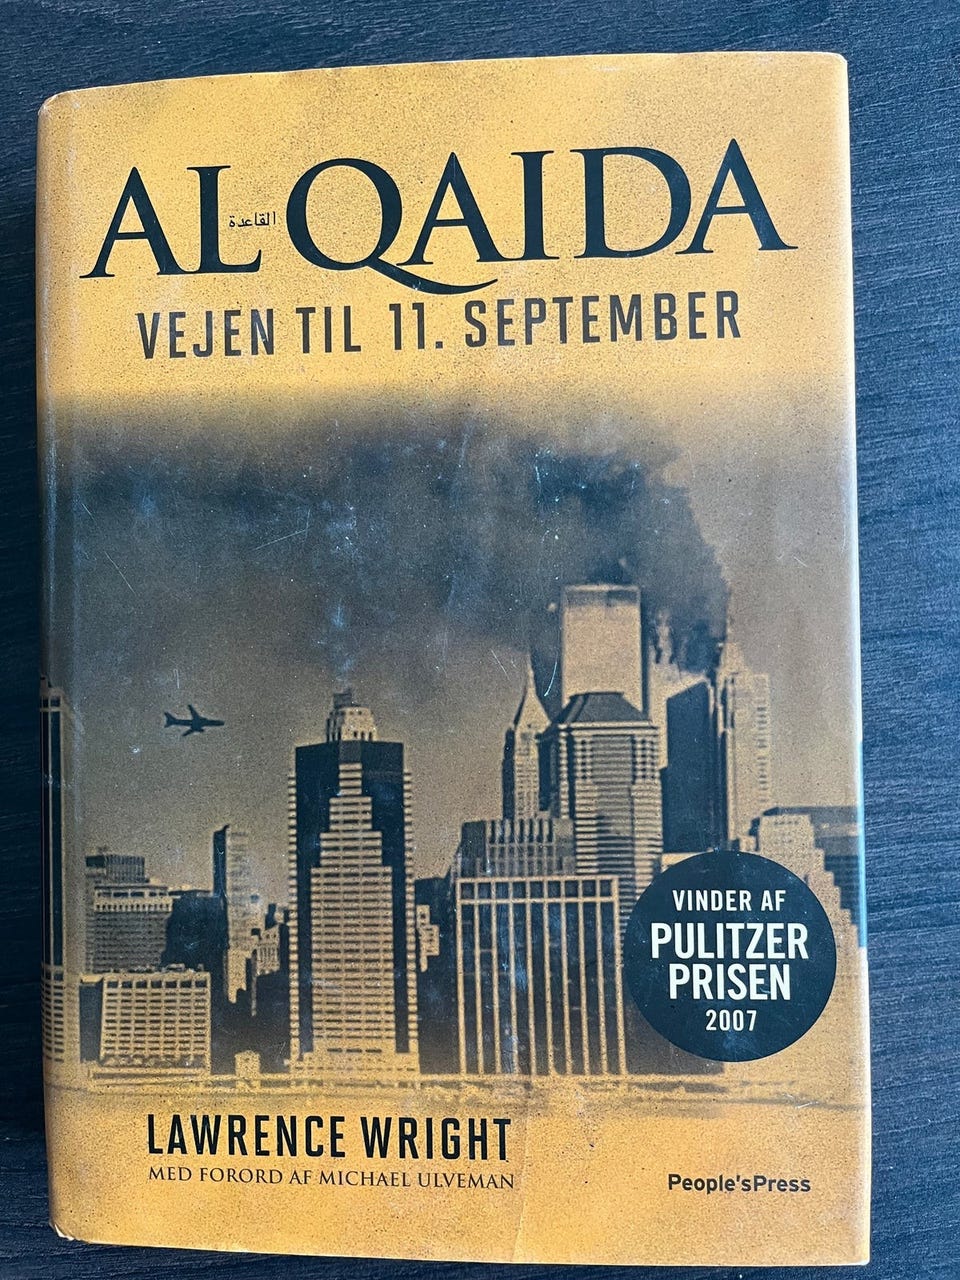 AL QAIDA
القاعدة
VEJEN TIL 11. SEPTEMBER
VINDER AF
PULITZER
PRISEN
2007
LAWRENCE WRIGHT
MED FORORD AF MICHAEL ULVEMAN
People'sPress